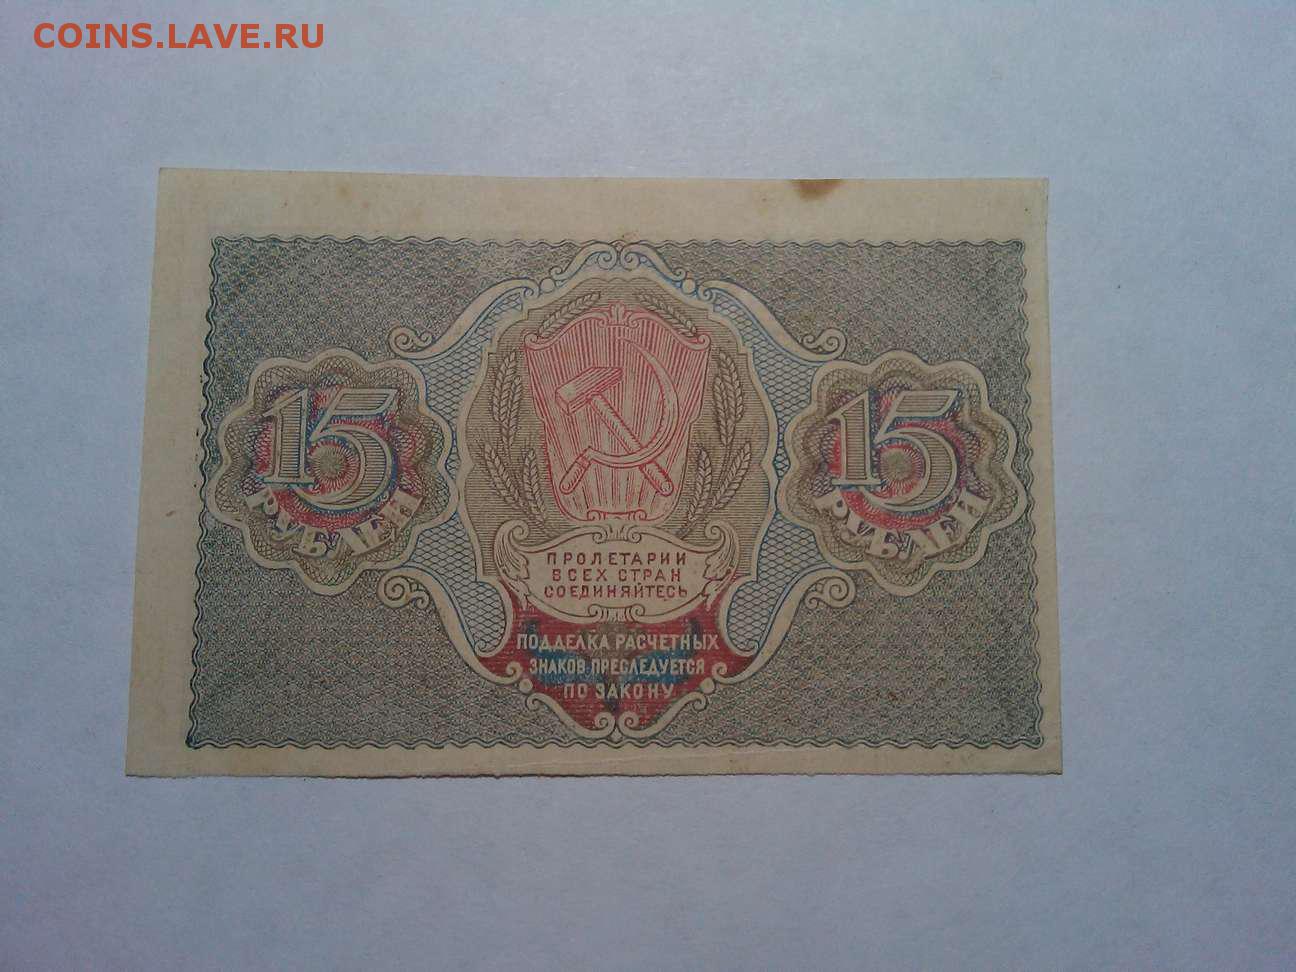 COINS.LAVE.RU
15
РУБЛЕЙ
15
РУБЛЕЙ
ПРОЛЕТАРИИ
ВСЕХ СТРАН
СОЕДИНЯЙТЕСЬ
ПОДДЕЛКА РАСЧЕТНЫХ
ЗНАКОВ ПРЕСЛЕДУЕТСЯ
ПО ЗАКОНУ